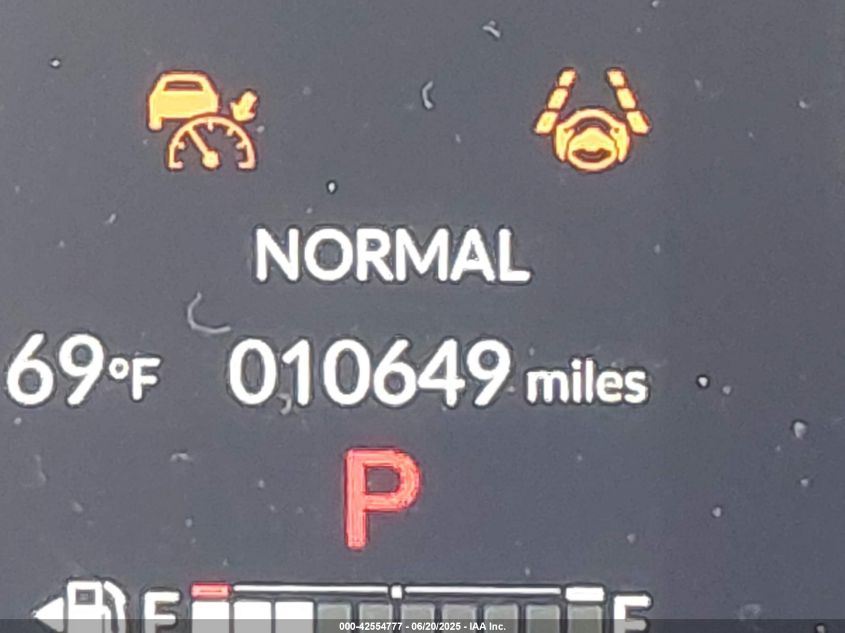 NORMAL
69°F 010649 miles
P
E F
000-42554777 - 06/20/2025 - IAA Inc.